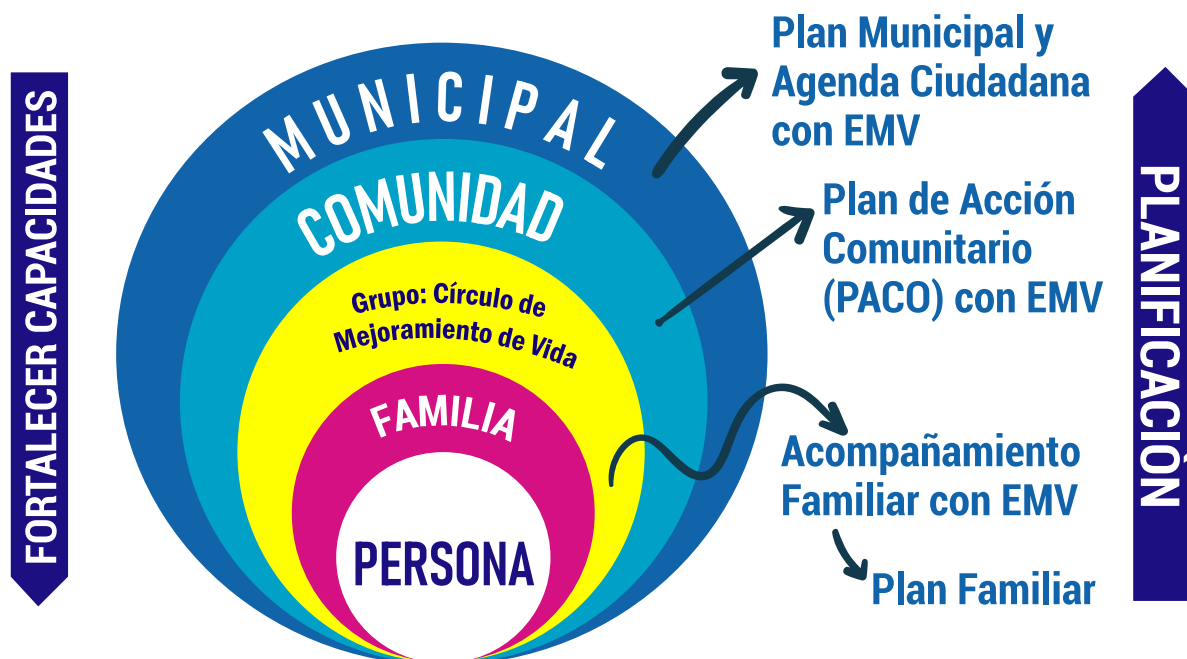 FORTALECER CAPACIDADES
MUNICIPAL
COMUNIDAD
Grupo: Círculo de
Mejoramiento de Vida
FAMILIA
PERSONA
Plan Municipal y
Agenda Ciudadana
con EMV
Plan de Acción
Comunitario
(PACO) con EMV
Acompañamiento
Familiar con EMV
Plan Familiar
PLANIFICACIÓN